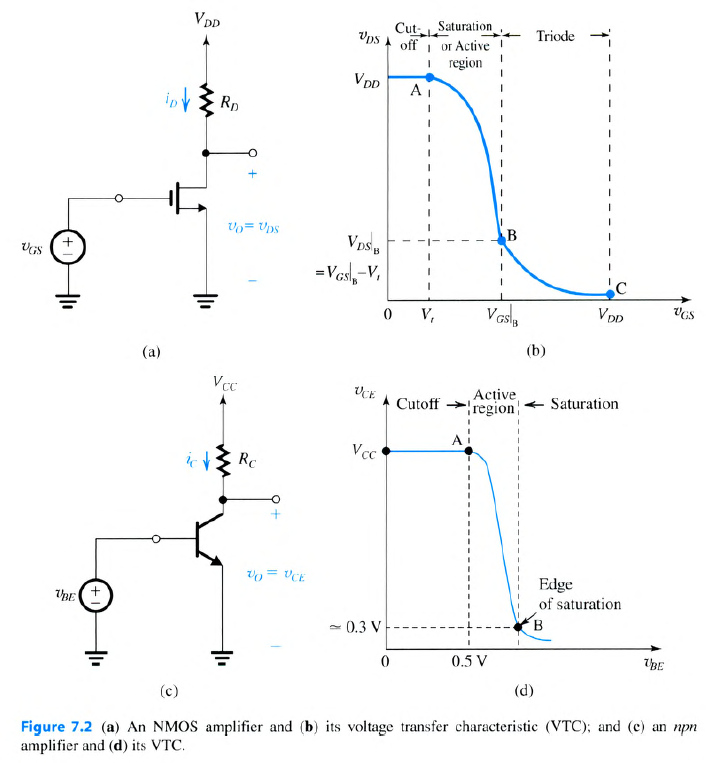 V_DD
i_D
R_D
+
v_O = v_DS
v_GS
+
−
−
(a)
v_DS
Cut-
off
Saturation
or Active
region
Triode
V_DD
A
V_DS|_B
= V_GS|_B − V_t
B
C
0
V_t
V_GS|_B
V_DD
v_GS
(b)
V_CC
i_C
R_C
+
v_O = v_CE
v_BE
+
−
−
(c)
v_CE
Cutoff
Active
region
Saturation
V_CC
A
Edge
of saturation
≃ 0.3 V
B
0
0.5 V
v_BE
(d)
Figure 7.2 (a) An NMOS amplifier and (b) its voltage transfer characteristic (VTC); and (c) an npn
amplifier and (d) its VTC.